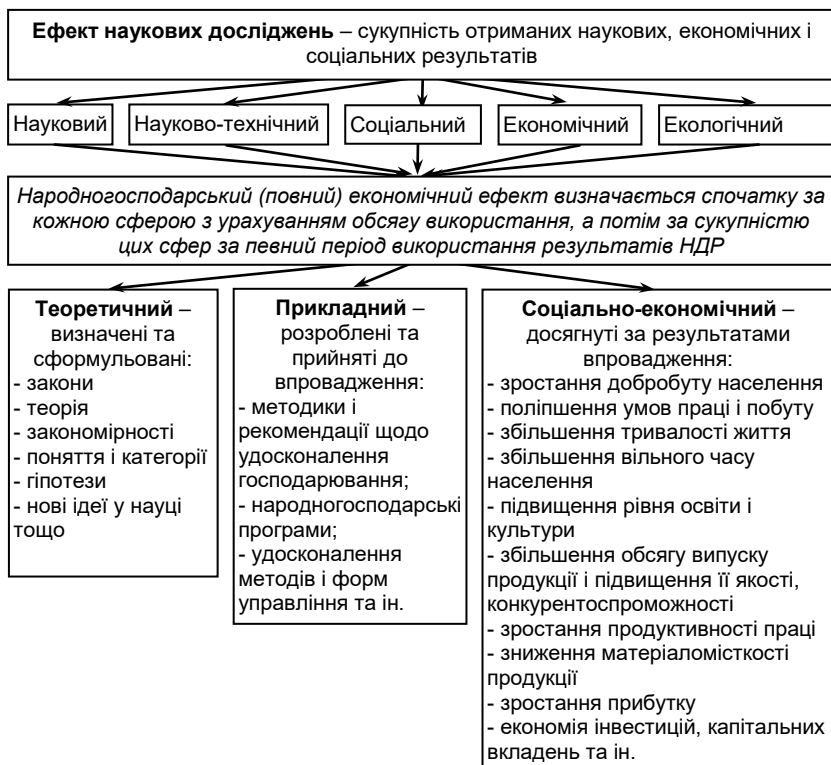 Ефект наукових досліджень – сукупність отриманих наукових, економічних і
соціальних результатів
Науковий
Науково-технічний
Соціальний
Економічний
Екологічний
Народногосподарський (повний) економічний ефект визначається спочатку за
кожною сферою з урахуванням обсягу використання, а потім за сукупністю
цих сфер за певний період використання результатів НДР
Теоретичний –
визначені та
сформульовані:
- закони
- теорія
- закономірності
- поняття і категорії
- гіпотези
- нові ідеї у науці
тощо
Прикладний –
розроблені та
прийняті до
впровадження:
- методики і
рекомендації щодо
удосконалення
господарювання;
- народногосподарські
програми;
- удосконалення
методів і форм
управління та ін.
Соціально-економічний –
досягнуті за результатами
впровадження:
- зростання добробуту населення
- поліпшення умов праці і побуту
- збільшення тривалості життя
- збільшення вільного часу
населення
- підвищення рівня освіти і
культури
- збільшення обсягу випуску
продукції і підвищення її якості,
конкурентоспроможності
- зростання продуктивності праці
- зниження матеріаломісткості
продукції
- зростання прибутку
- економія інвестицій, капітальних
вкладень та ін.